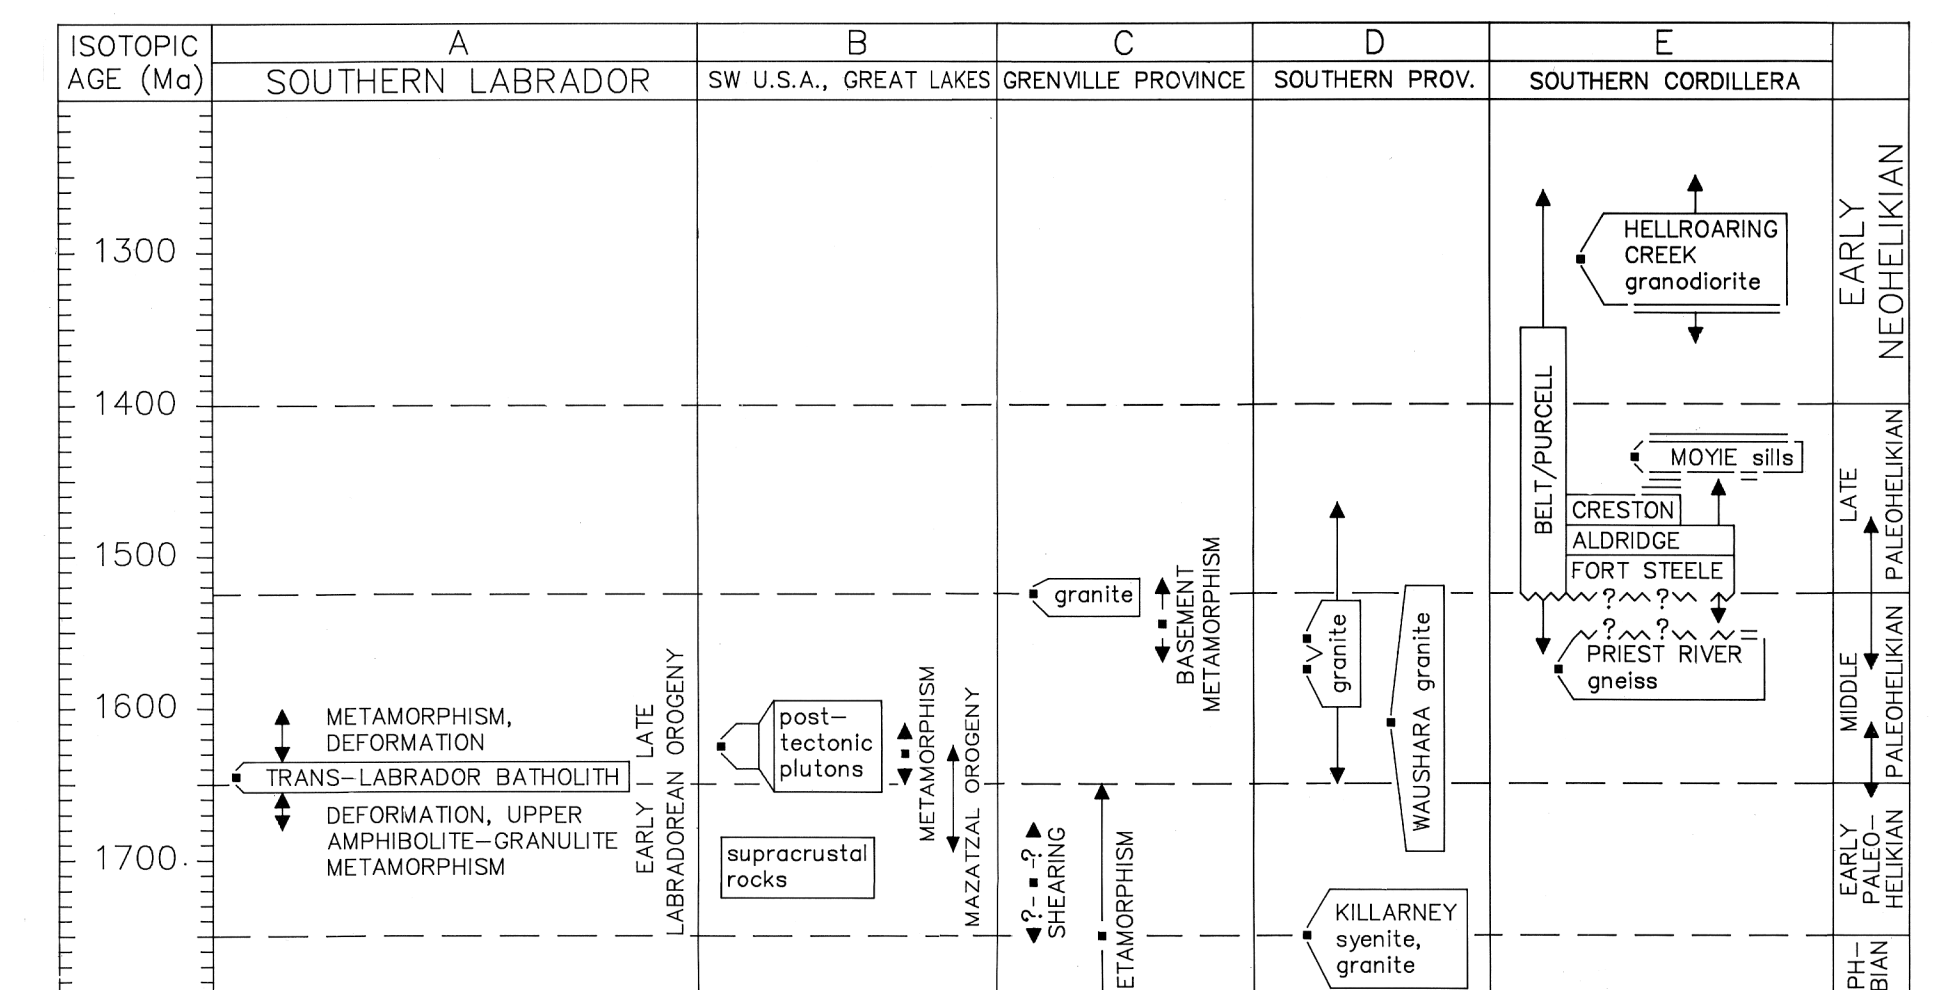 ISOTOPIC
AGE (Ma)
A
SOUTHERN LABRADOR
B
SW U.S.A., GREAT LAKES
C
GRENVILLE PROVINCE
D
SOUTHERN PROV.
E
SOUTHERN CORDILLERA
1300
1400
1500
1600
1700.
METAMORPHISM,
DEFORMATION
TRANS-LABRADOR BATHOLITH
DEFORMATION, UPPER
AMPHIBOLITE-GRANULITE
METAMORPHISM
EARLY LATE
LABRADOREAN OROGENY
post-
tectonic
plutons
supracrustal
rocks
METAMORPHISM
MAZATZAL OROGENY
granite
BASEMENT
METAMORPHISM
?--?
SHEARING
ETAMORPHISM
granite
WAUSHARA granite
KILLARNEY
syenite,
granite
HELLROARING
CREEK
granodiorite
BELT/PURCELL
MOYIE sills
CRESTON
ALDRIDGE
FORT STEELE
? ?
? ?
PRIEST RIVER
gneiss
EARLY
NEOHELIKIAN
LATE
PALEOHELIKIAN
MIDDLE
PALEOHELIKIAN
EARLY
PALEO-
HELIKIAN
PH-
BIAN